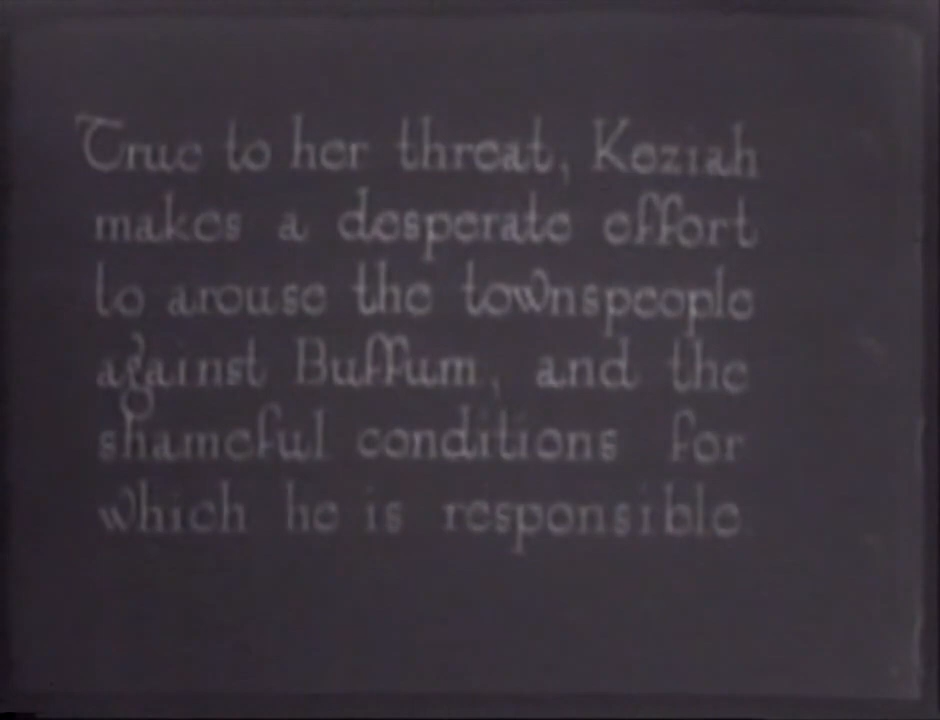 True to her threat, Keziah
makes a desperate effort
to arouse the townspeople
against Buffum, and the
shameful conditions for
which he is responsible